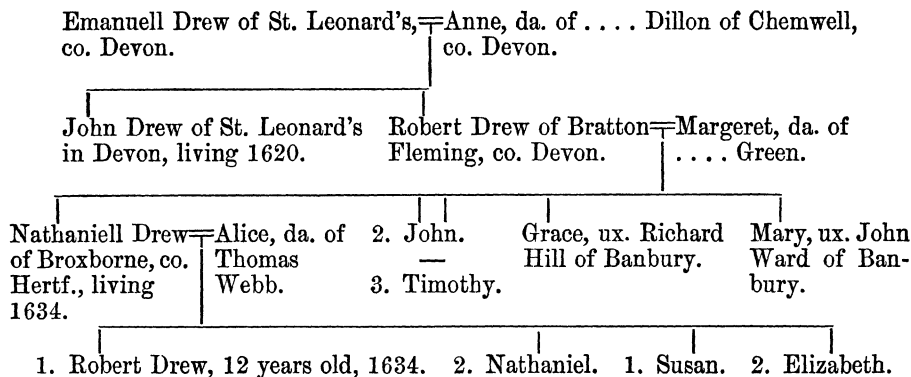 Emanuell Drew of St. Leonard's, co. Devon.
Anne, da. of .... Dillon of Chemwell, co. Devon.
John Drew of St. Leonard's
in Devon, living 1620.
Robert Drew of Bratton
Fleming, co. Devon.
Margeret, da. of
.... Green.
Nathaniell Drew
of Broxborne, co.
Hertf., living
1634.
Alice, da. of
Thomas
Webb.
2. John.
—
3. Timothy.
Grace, ux. Richard
Hill of Banbury.
Mary, ux. John
Ward of Ban-
bury.
1. Robert Drew, 12 years old, 1634. 2. Nathaniel. 1. Susan. 2. Elizabeth.